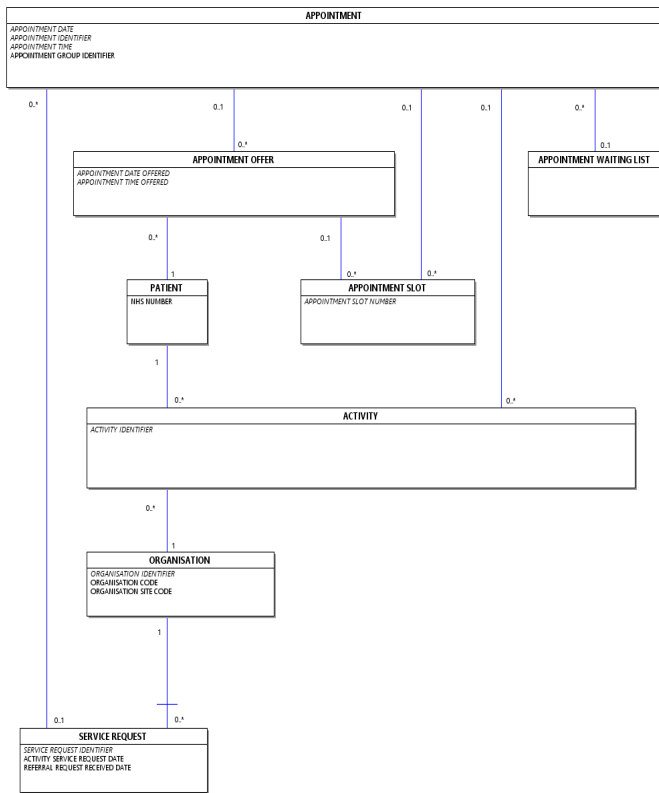 APPOINTMENT
APPOINTMENT DATE
APPOINTMENT IDENTIFIER
APPOINTMENT TIME
APPOINTMENT GROUP IDENTIFIER
0..*
0..1
0..1
0..1
0..*
0..*
0..1
APPOINTMENT OFFER
APPOINTMENT DATE OFFERED
APPOINTMENT TIME OFFERED
APPOINTMENT WAITING LIST
0..*
0..1
1
0..*
0..*
PATIENT
NHS NUMBER
APPOINTMENT SLOT
APPOINTMENT SLOT NUMBER
1
0..*
0..*
ACTIVITY
ACTIVITY IDENTIFIER
0..*
1
ORGANISATION
ORGANISATION IDENTIFIER
ORGANISATION CODE
ORGANISATION SITE CODE
1
0..1
0..*
SERVICE REQUEST
SERVICE REQUEST IDENTIFIER
ACTIVITY SERVICE REQUEST DATE
REFERRAL REQUEST RECEIVED DATE